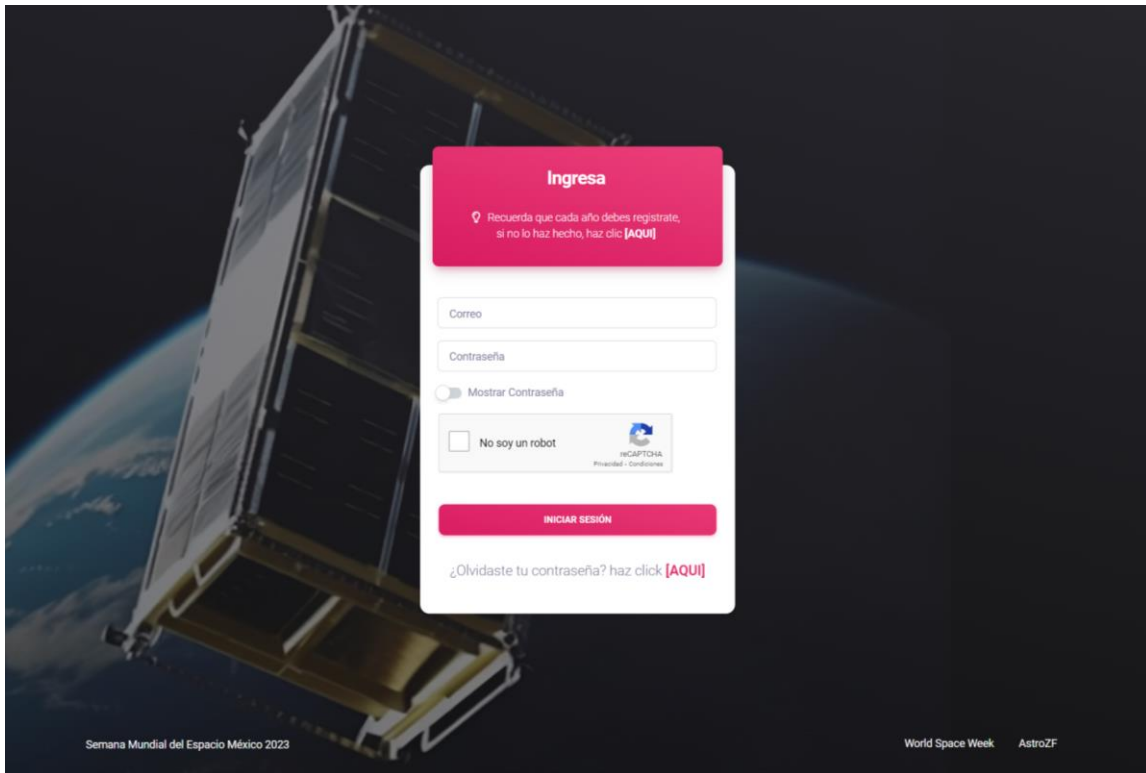 Ingresa
Recuerda que cada año debes registrate,
si no lo haz hecho, haz clic [AQUI]
Correo
Contraseña
Mostrar Contraseña
No soy un robot
reCAPTCHA
Privacidad - Condiciones
INICIAR SESIÓN
¿Olvidaste tu contraseña? haz click [AQUI]
Semana Mundial del Espacio México 2023
World Space Week AstroZF